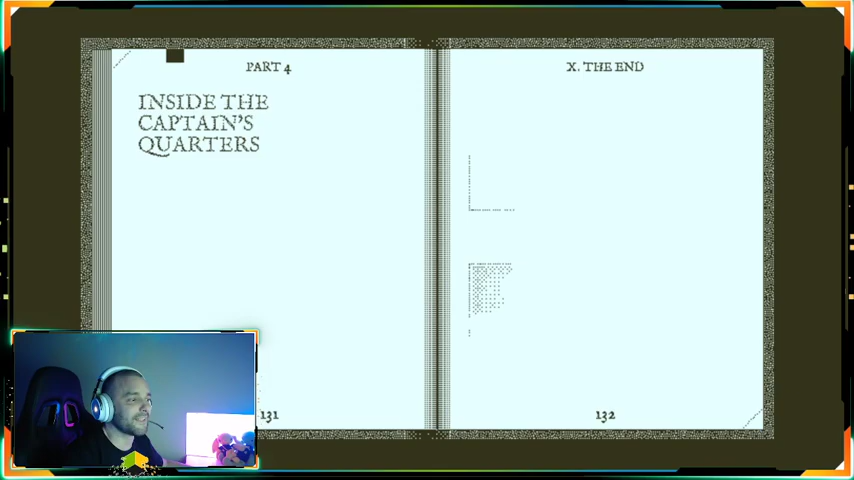 PART 4
INSIDE THE
CAPTAIN'S
QUARTERS
131
X. THE END
132